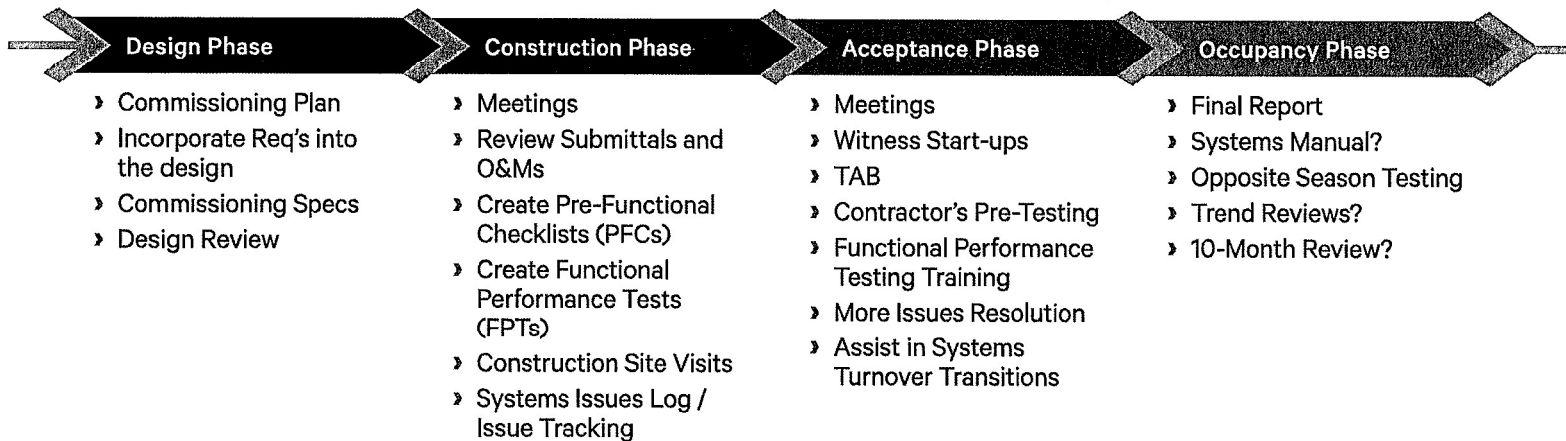 Design Phase
Construction Phase
Acceptance Phase
Occupancy Phase
Commissioning Plan
Incorporate Req's into
the design
Commissioning Specs
Design Review
Meetings
Review Submittals and
O&Ms
Create Pre-Functional
Checklists (PFCs)
Create Functional
Performance Tests
(FPTs)
Construction Site Visits
Systems Issues Log /
Issue Tracking
Meetings
Witness Start-ups
TAB
Contractor's Pre-Testing
Functional Performance
Testing Training
More Issues Resolution
Assist in Systems
Turnover Transitions
Final Report
Systems Manual?
Opposite Season Testing
Trend Reviews?
10-Month Review?